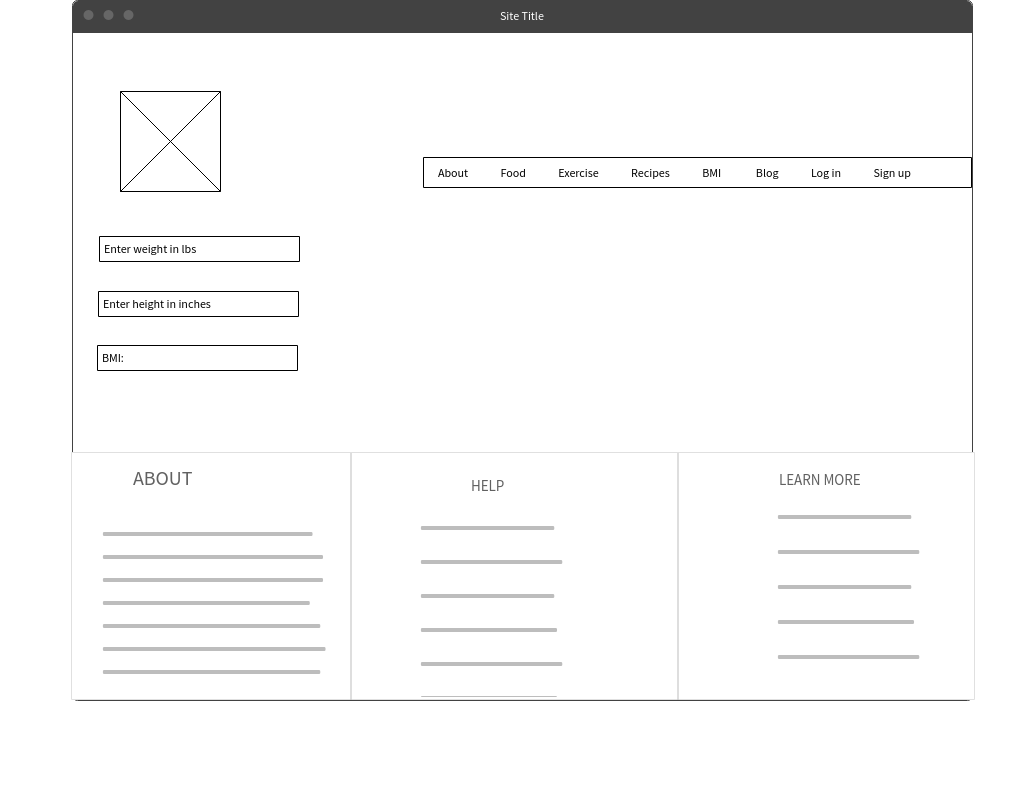 Site Title
About Food Exercise Recipes BMI Blog Log in Sign up
Enter weight in lbs
Enter height in inches
BMI:
ABOUT
HELP
LEARN MORE